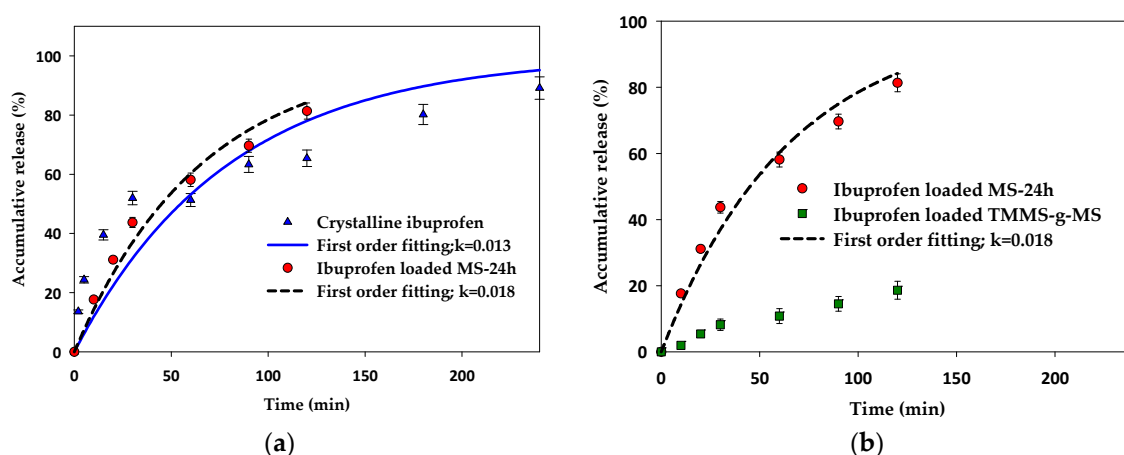 100
80
60
40
20
0
Accumulative release (%)
Crystalline ibuprofen
First order fitting;k=0.013
Ibuprofen loaded MS-24h
First order fitting; k=0.018
0
50
100
150
200
Time (min)
(a)
100
80
60
40
20
0
Accumulative release (%)
Ibuprofen loaded MS-24h
Ibuprofen loaded TMMS-g-MS
First order fitting; k=0.018
0
50
100
150
200
Time (min)
(b)